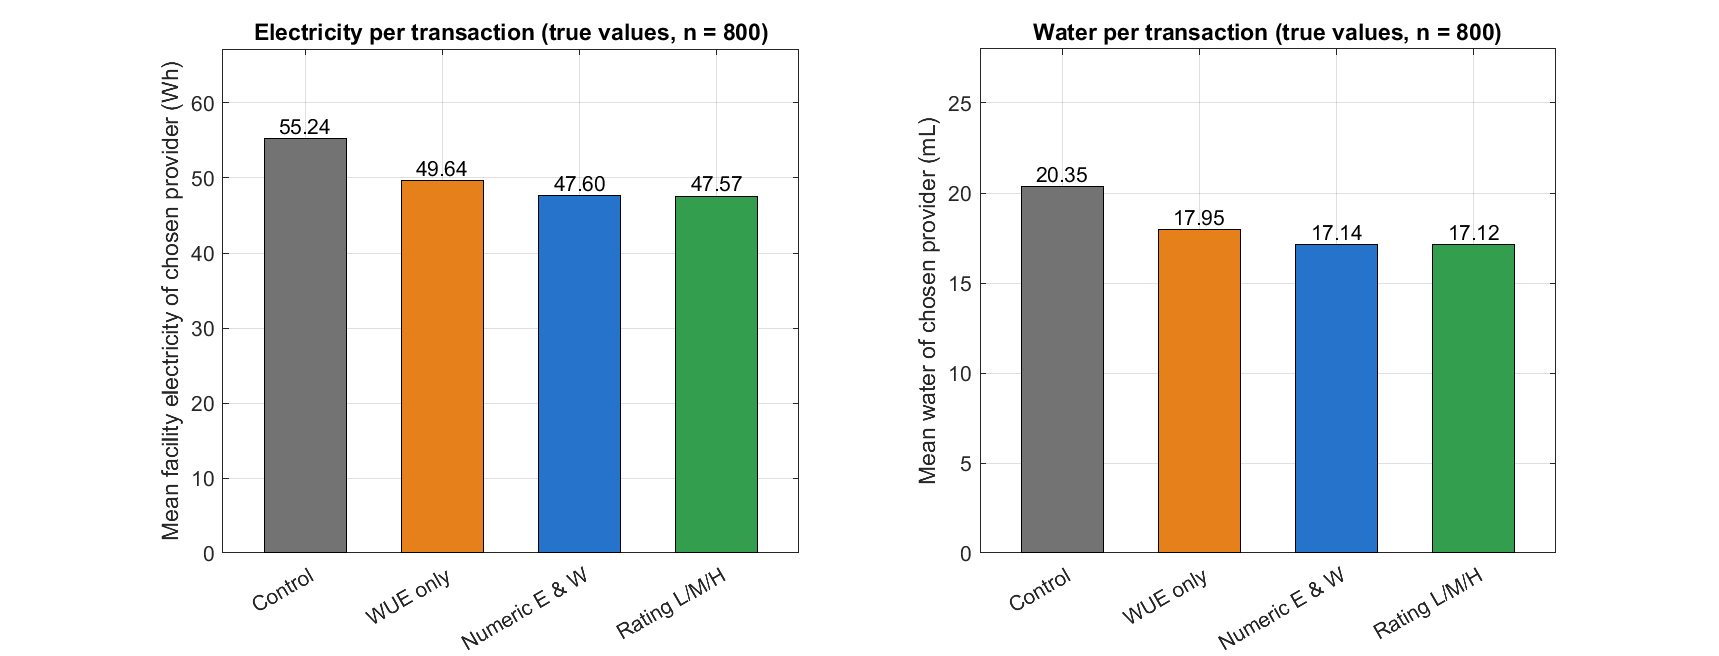 Electricity per transaction (true values, n = 800)
Mean facility electricity of chosen provider (Wh)
60
50
40
30
20
10
0
55.24
49.64
47.60
47.57
Control
WUE only
Numeric E & W
Rating L/M/H
Water per transaction (true values, n = 800)
Mean water of chosen provider (mL)
25
20
15
10
5
0
20.35
17.95
17.14
17.12
Control
WUE only
Numeric E & W
Rating L/M/H